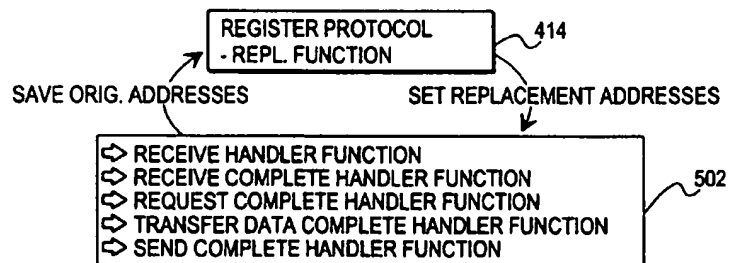 REGISTER PROTOCOL
- REPL. FUNCTION
414
SAVE ORIG. ADDRESSES
SET REPLACEMENT ADDRESSES
RECEIVE HANDLER FUNCTION
RECEIVE COMPLETE HANDLER FUNCTION
REQUEST COMPLETE HANDLER FUNCTION
TRANSFER DATA COMPLETE HANDLER FUNCTION
SEND COMPLETE HANDLER FUNCTION
502